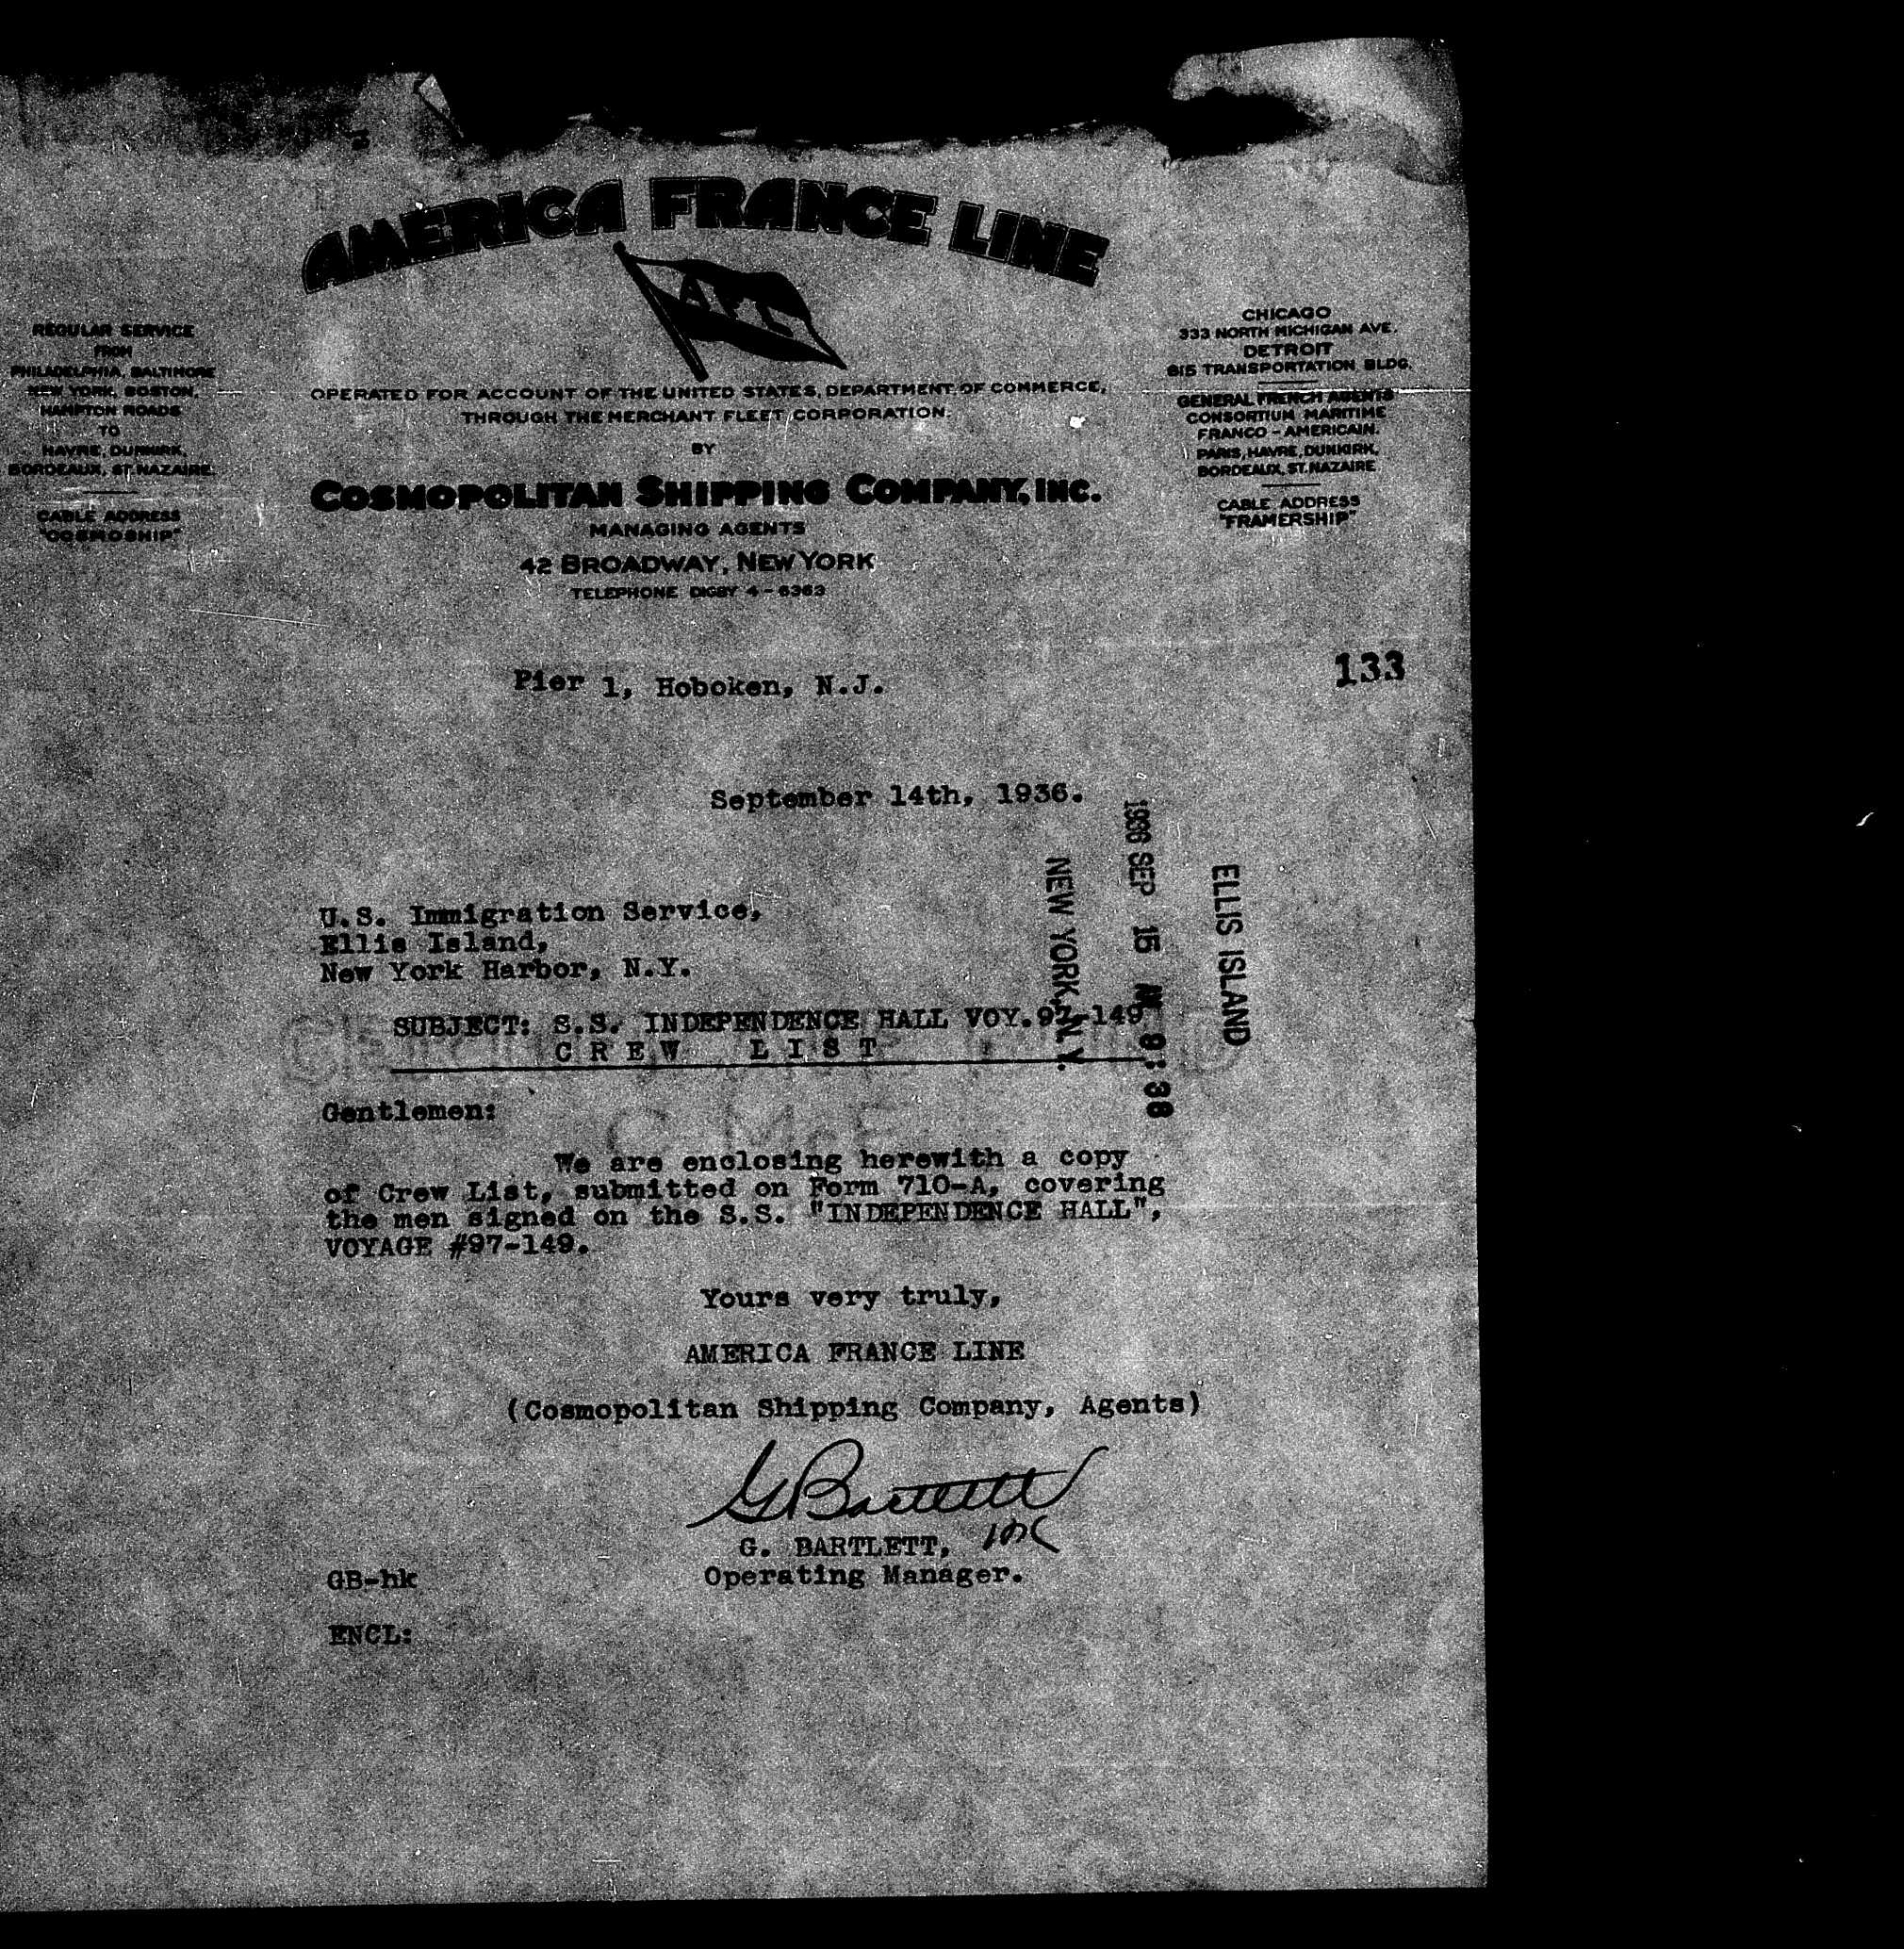 AMERICA FRANCE LINE
A.F.L.
REGULAR SERVICE
FROM
PHILADELPHIA, BALTIMORE
NEW YORK, BOSTON,
HAMPTON ROADS
TO
HAVRE, DUNKIRK,
BORDEAUX, ST. NAZAIRE.
CABLE ADDRESS
"COSMOSHIP"
OPERATED FOR ACCOUNT OF THE UNITED STATES, DEPARTMENT OF COMMERCE,
THROUGH THE MERCHANT FLEET CORPORATION.
BY
COSMOPOLITAN SHIPPING COMPANY, INC.
MANAGING AGENTS
42 BROADWAY, NEW YORK
TELEPHONE DIGBY 4-6363
CHICAGO
333 NORTH MICHIGAN AVE.
DETROIT
815 TRANSPORTATION BLDG.
GENERAL FRENCH AGENTS
CONSORTIUM MARITIME
FRANCO-AMERICAIN.
PARIS, HAVRE, DUNKIRK,
BORDEAUX, ST. NAZAIRE
CABLE ADDRESS
"FRAMERSHIP"
Pier 1, Hoboken, N.J.
133
September 14th, 1936.
U.S. Immigration Service,
Ellis Island,
New York Harbor, N.Y.
ELLIS ISLAND
1936 SEP 15 AM 9:38
NEW YORK, N.Y.
SUBJECT: S.S. INDEPENDENCE HALL VOY.97-149
C R E W L I S T
Gentlemen:
We are enclosing herewith a copy
of Crew List, submitted on Form 710-A, covering
the men signed on the S.S. "INDEPENDENCE HALL",
VOYAGE #97-149.
Yours very truly,
AMERICA FRANCE LINE
(Cosmopolitan Shipping Company, Agents)
G Bartlett
G. BARTLETT,
Operating Manager.
GB-hk
ENCL: